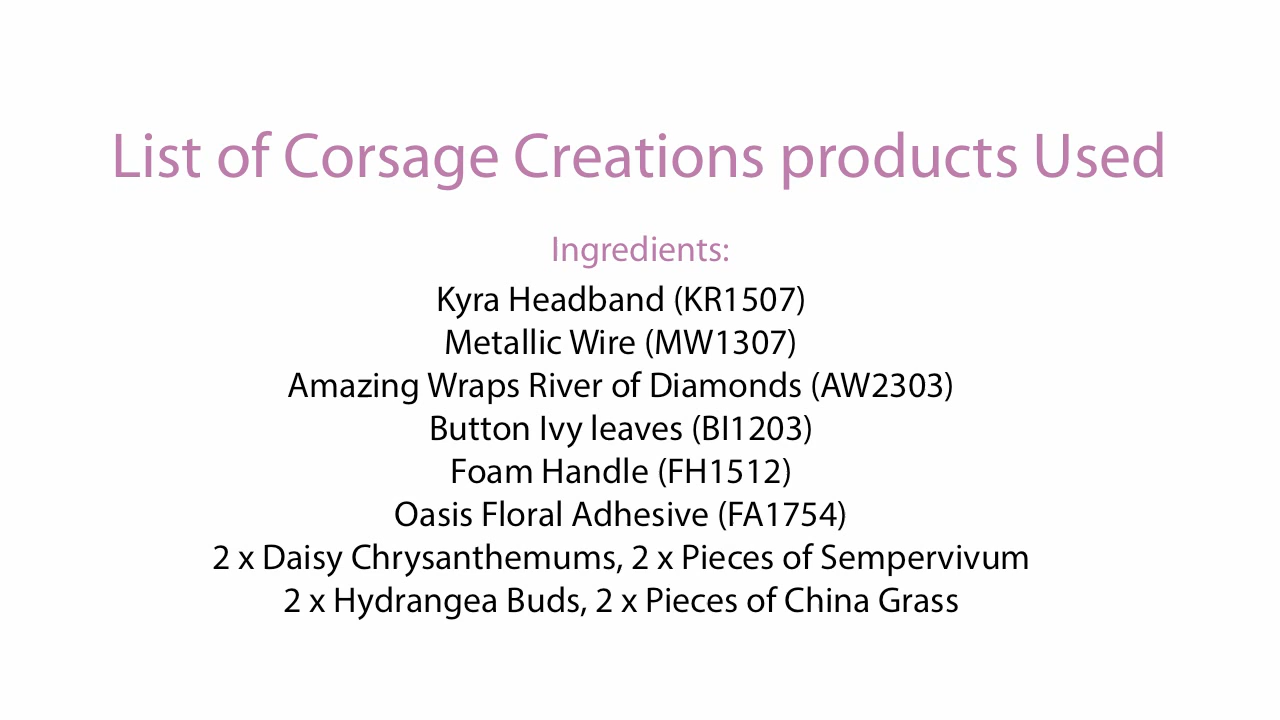 List of Corsage Creations products Used
Ingredients:
Kyra Headband (KR1507)
Metallic Wire (MW1307)
Amazing Wraps River of Diamonds (AW2303)
Button Ivy leaves (BI1203)
Foam Handle (FH1512)
Oasis Floral Adhesive (FA1754)
2 x Daisy Chrysanthemums, 2 x Pieces of Sempervivum
2 x Hydrangea Buds, 2 x Pieces of China Grass